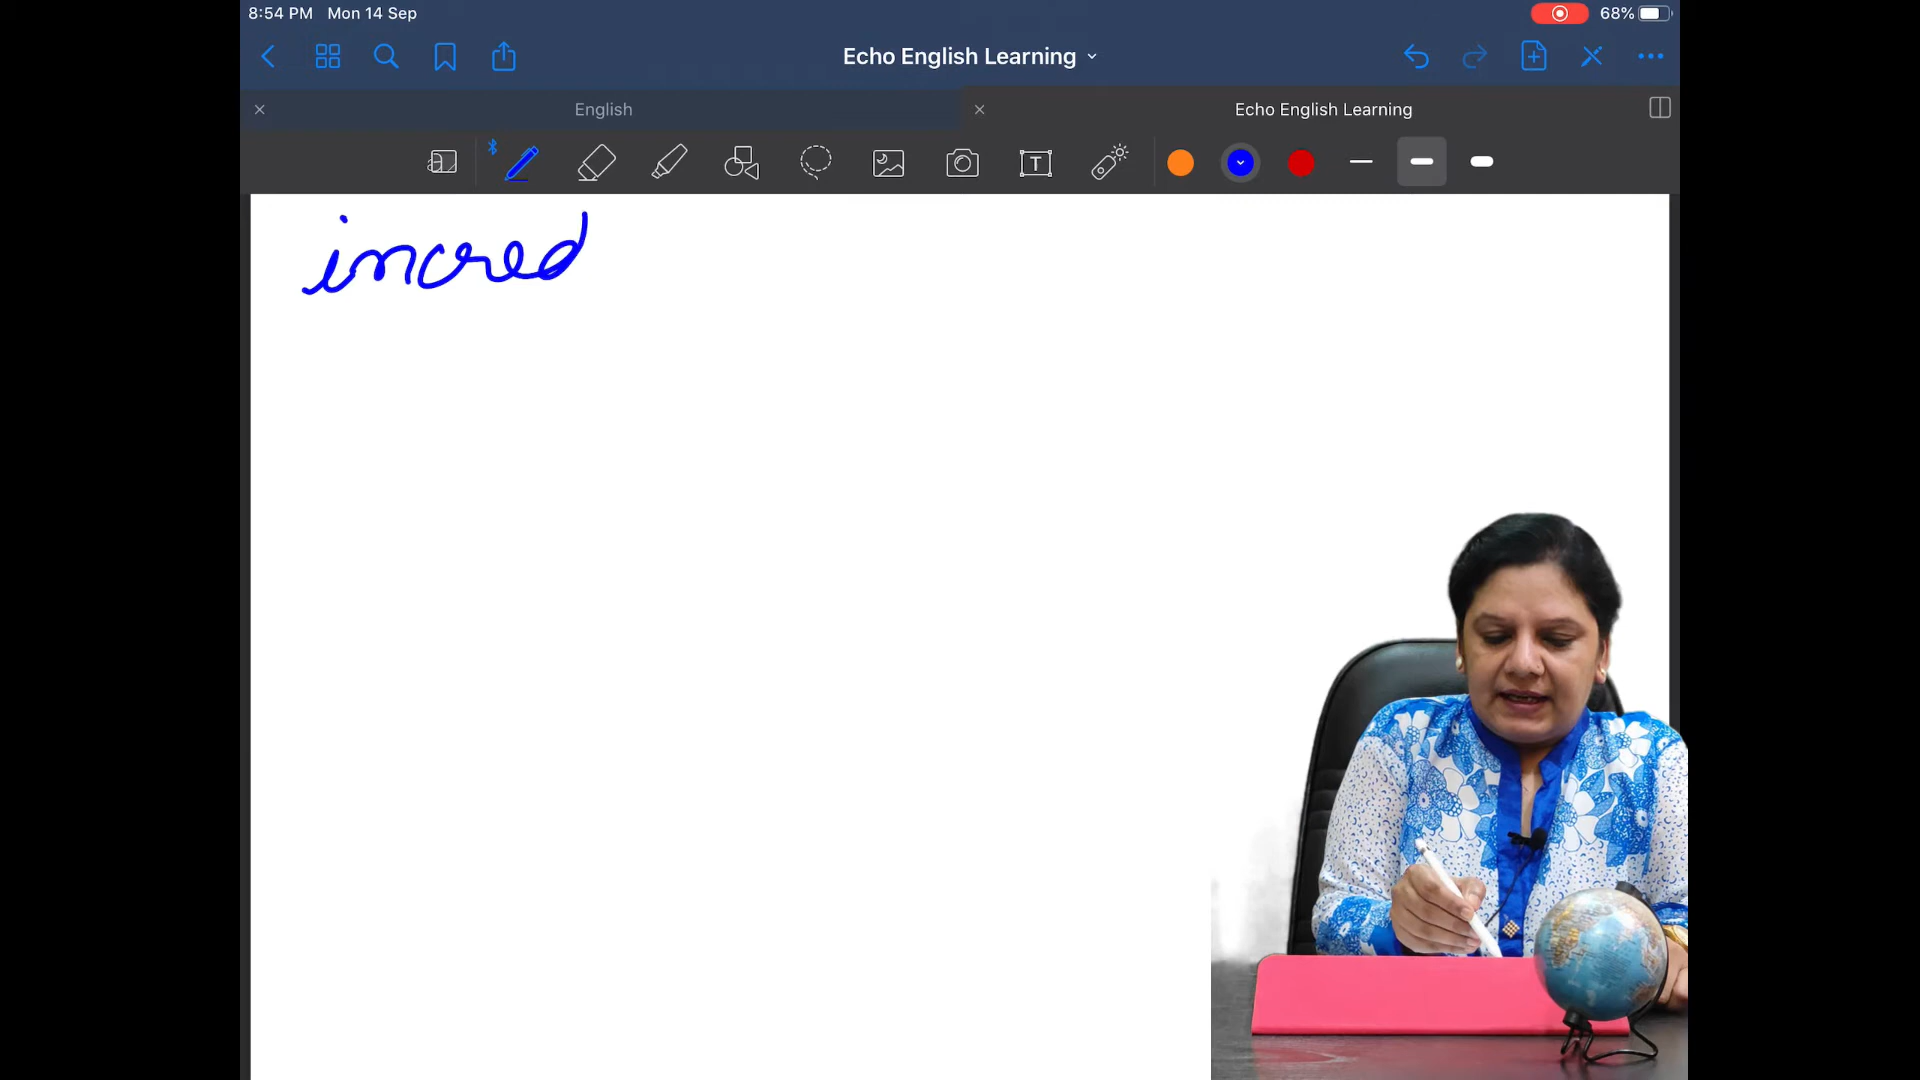 8:54 PM Mon 14 Sep 68%
Echo English Learning
English Echo English Learning
T
incred